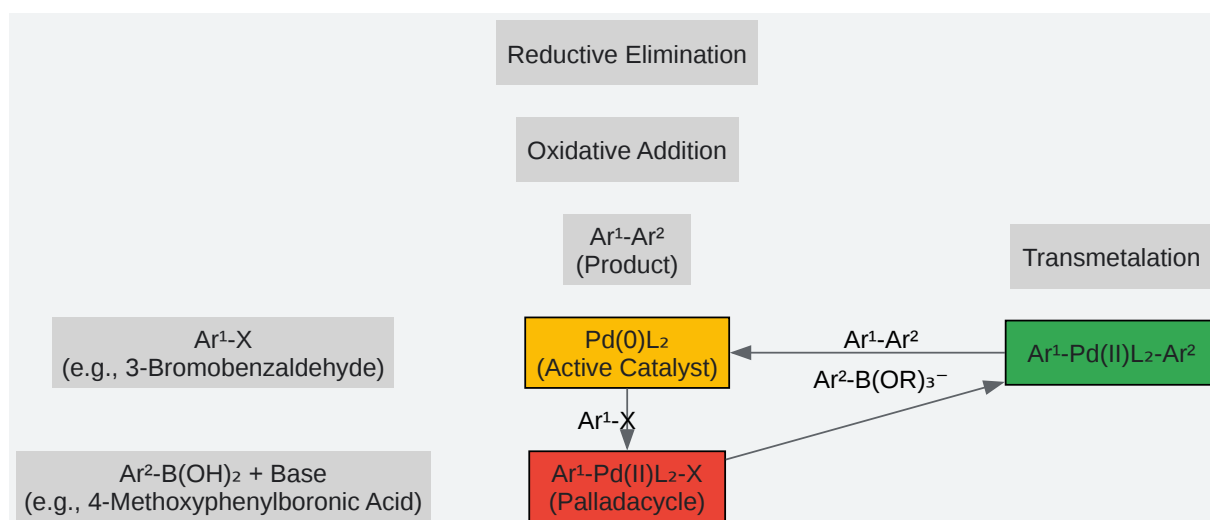 Reductive Elimination
Oxidative Addition
Ar¹-Ar²
(Product)
Transmetalation
Ar¹-X
(e.g., 3-Bromobenzaldehyde)
Pd(0)L₂
(Active Catalyst)
Ar¹-Ar²
Ar¹-Pd(II)L₂-Ar²
Ar²-B(OR)₃⁻
Ar¹-X
Ar²-B(OH)₂ + Base
(e.g., 4-Methoxyphenylboronic Acid)
Ar¹-Pd(II)L₂-X
(Palladacycle)